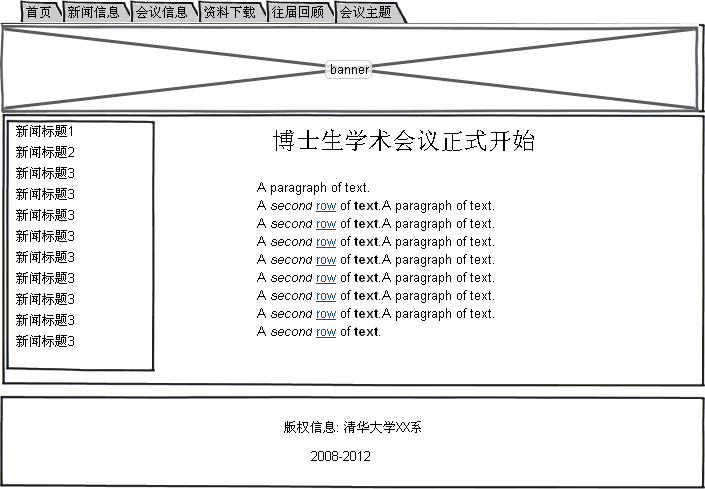 首页 新闻信息 会议信息 资料下载 往届回顾 会议主题
banner
新闻标题1
新闻标题2
新闻标题3
新闻标题3
新闻标题3
新闻标题3
新闻标题3
新闻标题3
新闻标题3
新闻标题3
新闻标题3
博士生学术会议正式开始
A paragraph of text.
A second row of text.A paragraph of text.
A second row of text.A paragraph of text.
A second row of text.A paragraph of text.
A second row of text.A paragraph of text.
A second row of text.A paragraph of text.
A second row of text.A paragraph of text.
A second row of text.A paragraph of text.
A second row of text.
版权信息: 清华大学XX系
2008-2012